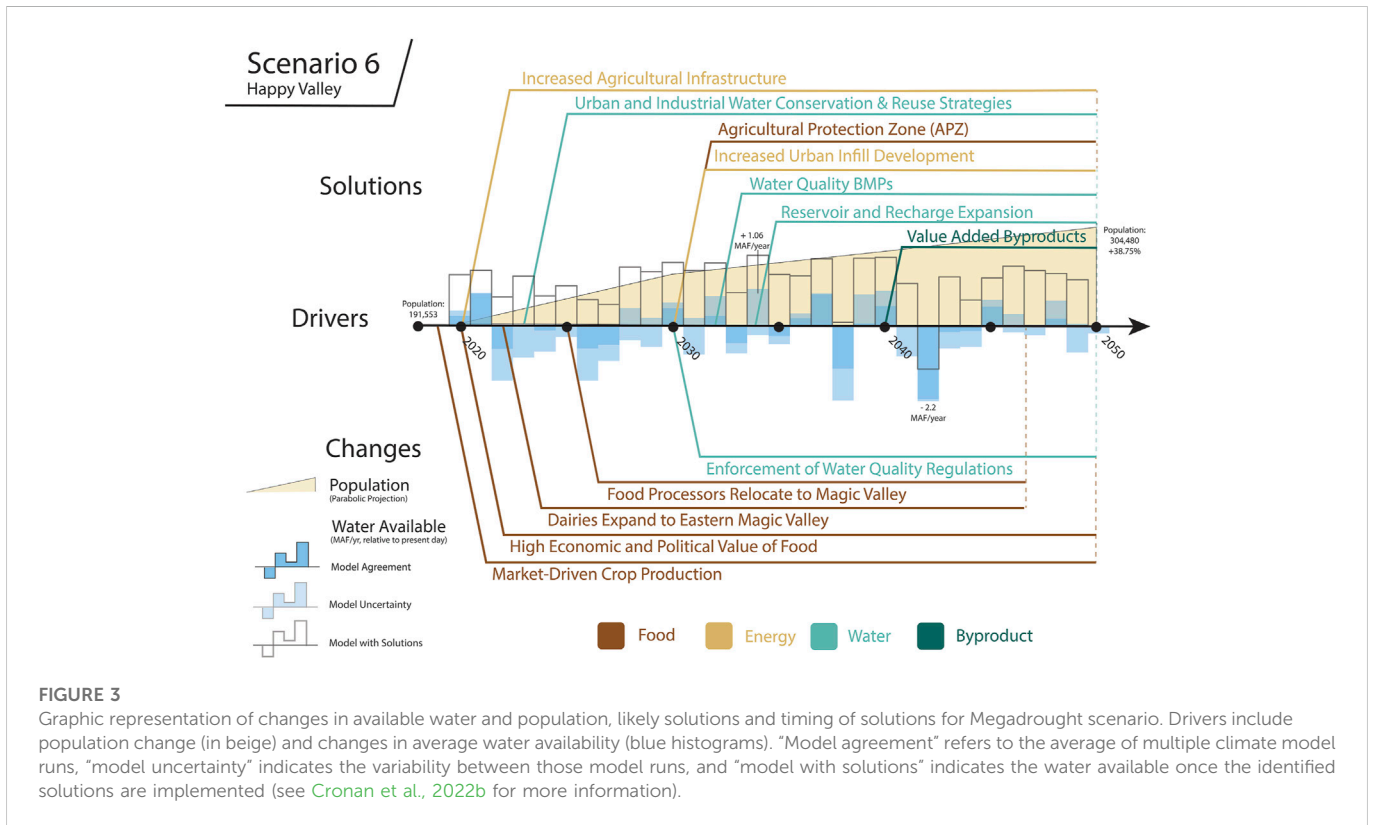 Scenario 6
Happy Valley
Increased Agricultural Infrastructure
Urban and Industrial Water Conservation & Reuse Strategies
Agricultural Protection Zone (APZ)
Increased Urban Infill Development
Solutions
Water Quality BMPs
Reservoir and Recharge Expansion
+ 1.06
MAF/year
Value Added Byproducts
Population:
304,480
+38.75%
Population:
191,553
Drivers
2020
2030
2040
2050
- 2.2
MAF/year
Changes
Enforcement of Water Quality Regulations
Food Processors Relocate to Magic Valley
Dairies Expand to Eastern Magic Valley
High Economic and Political Value of Food
Market-Driven Crop Production
Population
(Parabolic Projection)
Water Available
(MAF/yr, relative to present day)
Model Agreement
Model Uncertainty
Model with Solutions
Food
Energy
Water
Byproduct
FIGURE 3
Graphic representation of changes in available water and population, likely solutions and timing of solutions for Megadrought scenario. Drivers include
population change (in beige) and changes in average water availability (blue histograms). “Model agreement” refers to the average of multiple climate model
runs, “model uncertainty” indicates the variability between those model runs, and “model with solutions” indicates the water available once the identified
solutions are implemented (see Cronan et al., 2022b for more information).